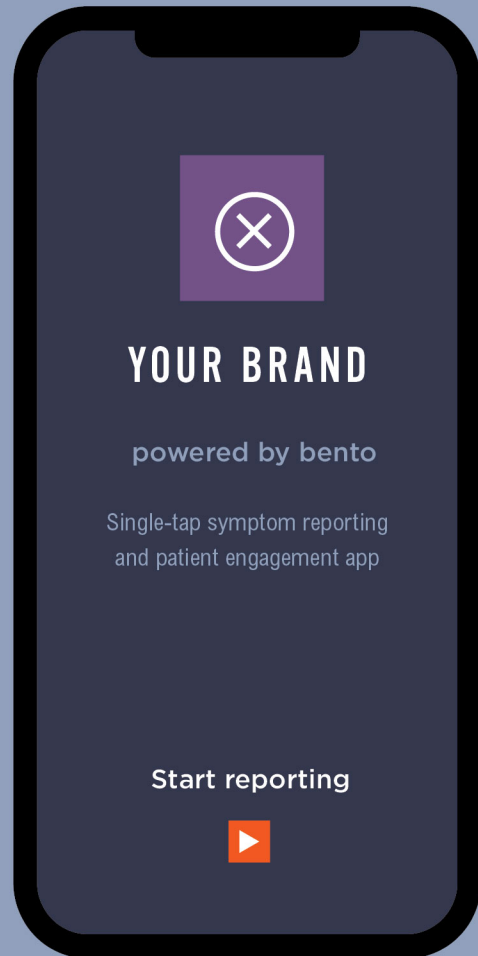 YOUR BRAND
powered by bento
Single-tap symptom reporting
and patient engagement app
Start reporting